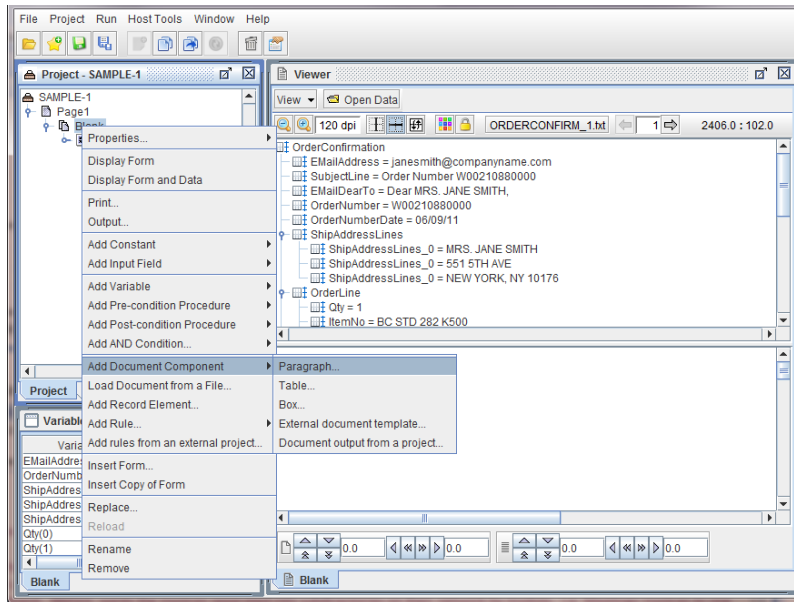 File Project Run Host Tools Window Help
Project - SAMPLE-1
SAMPLE-1
Page1
Blank
Properties...
Display Form
Display Form and Data
Print...
Output...
Add Constant
Add Input Field
Add Variable
Add Pre-condition Procedure
Add Post-condition Procedure
Add AND Condition...
Add Document Component
Load Document from a File...
Add Record Element...
Add Rule...
Add rules from an external project...
Insert Form...
Insert Copy of Form
Replace...
Reload
Rename
Remove
Paragraph...
Table...
Box...
External document template...
Document output from a project...
Project
Variabl
Varia
EMailAddre
OrderNumb
ShipAddres
ShipAddres
ShipAddres
Qty(0)
Qty(1)
Blank
Viewer
View Open Data
120 dpi ORDERCONFIRM_1.txt 1 2406.0 : 102.0
OrderConfirmation
EMailAddress = janesmith@companyname.com
SubjectLine = Order Number W00210880000
EMailDearTo = Dear MRS. JANE SMITH,
OrderNumber = W00210880000
OrderNumberDate = 06/09/11
ShipAddressLines
ShipAddressLines_0 = MRS. JANE SMITH
ShipAddressLines_0 = 551 5TH AVE
ShipAddressLines_0 = NEW YORK, NY 10176
OrderLine
Qty = 1
ItemNo = BC STD 282 K500
0.0 0.0 0.0 0.0
Blank